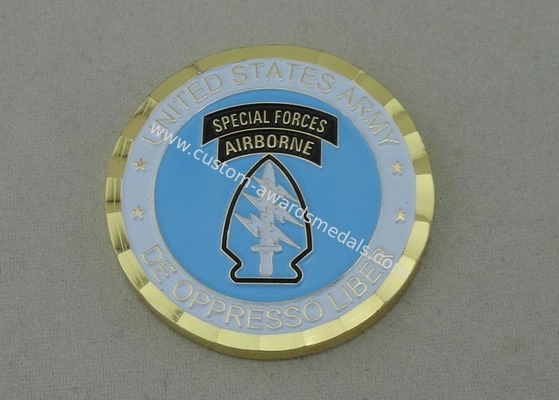 UNITED STATES ARMY
SPECIAL FORCES
AIRBORNE
DE OPPRESSO LIBER
www.custom-awardsmedals.co